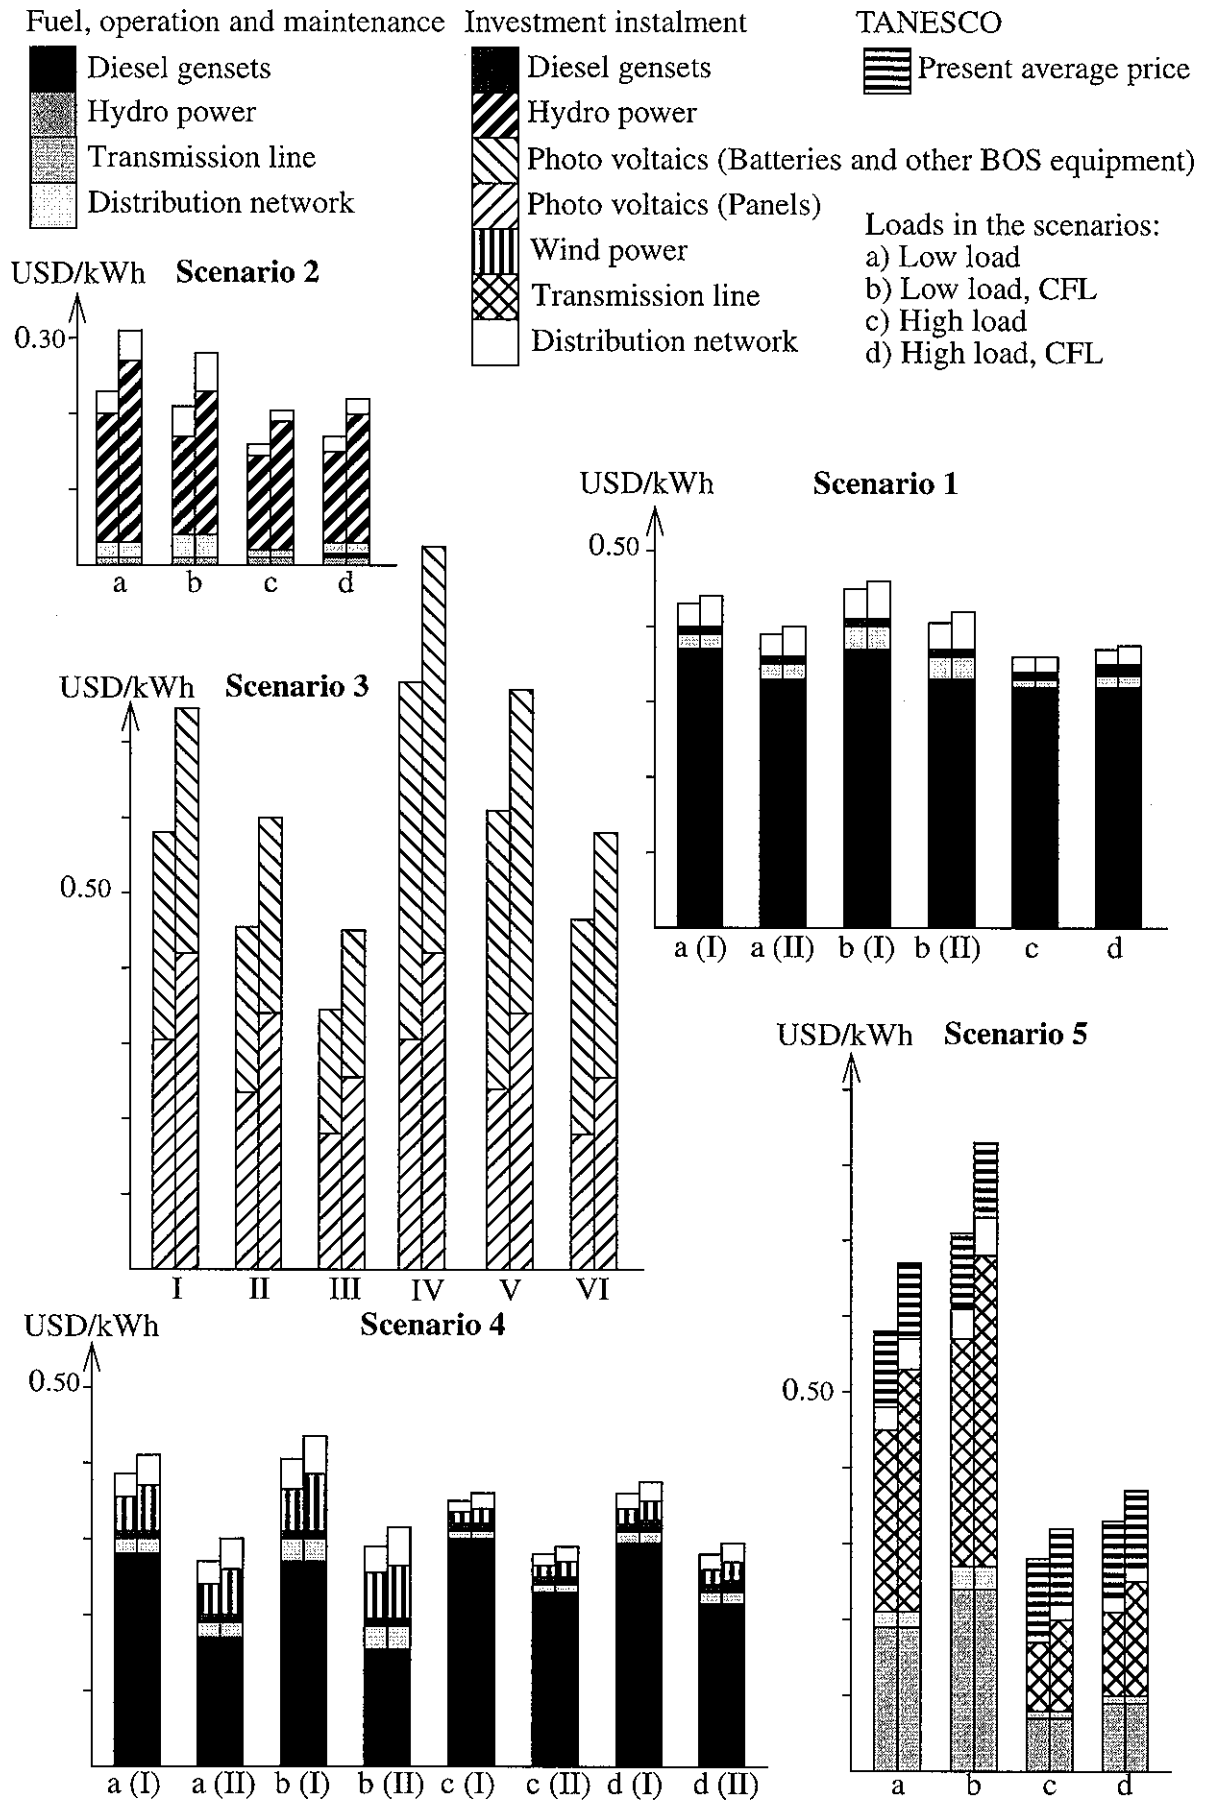 Fuel, operation and maintenance
Diesel gensets
Hydro power
Transmission line
Distribution network
Investment instalment
Diesel gensets
Hydro power
Photo voltaics (Batteries and other BOS equipment)
Photo voltaics (Panels)
Wind power
Transmission line
Distribution network
TANESCO
Present average price
Loads in the scenarios:
a) Low load
b) Low load, CFL
c) High load
d) High load, CFL
USD/kWh Scenario 2
0.30
a b c d
USD/kWh Scenario 1
0.50
a (I) a (II) b (I) b (II) c d
USD/kWh Scenario 3
0.50
I II III IV V VI
USD/kWh Scenario 5
0.50
a b c d
USD/kWh Scenario 4
0.50
a (I) a (II) b (I) b (II) c (I) c (II) d (I) d (II)